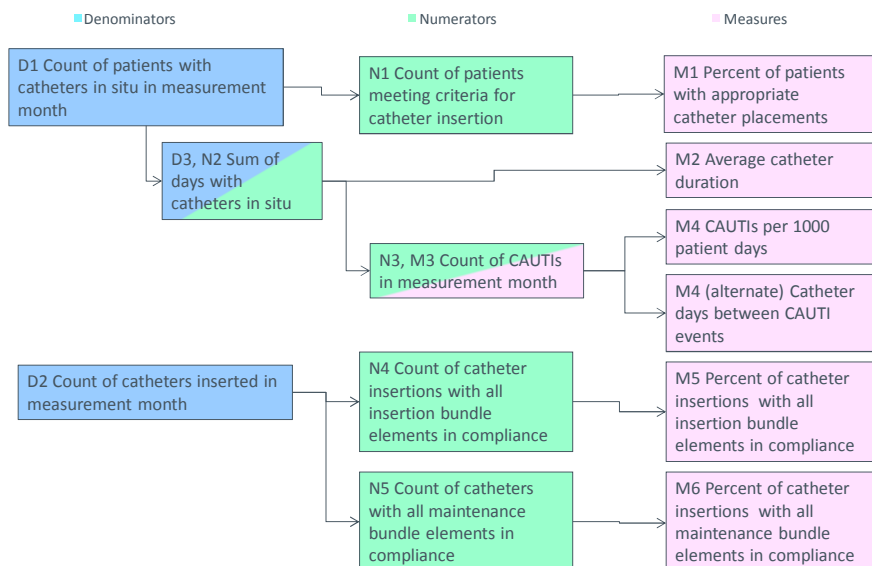 Denominators
Numerators
Measures
D1 Count of patients with
catheters in situ in measurement
month
N1 Count of patients
meeting criteria for
catheter insertion
M1 Percent of patients
with appropriate
catheter placements
D3, N2 Sum of
days with
catheters in situ
M2 Average catheter
duration
N3, M3 Count of CAUTIs
in measurement month
M4 CAUTIs per 1000
patient days
M4 (alternate) Catheter
days between CAUTI
events
D2 Count of catheters inserted in
measurement month
N4 Count of catheter
insertions with all
insertion bundle
elements in compliance
M5 Percent of catheter
insertions  with all
insertion bundle
elements in compliance
N5 Count of catheters
with all maintenance
bundle elements in
compliance
M6 Percent of catheter
insertions  with all
maintenance bundle
elements in compliance